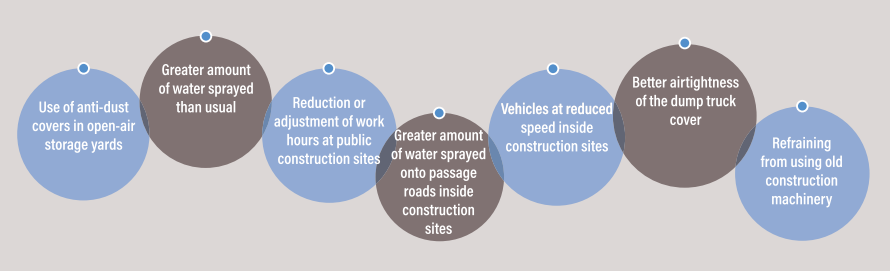 Use of anti-dust
covers in open-air
storage yards
Greater amount
of water sprayed
than usual
Reduction or
adjustment of work
hours at public
construction sites
Greater amount
of water sprayed
onto passage
roads inside
construction
sites
Vehicles at reduced
speed inside
construction sites
Better airtightness
of the dump truck
cover
Refraining
from using old
construction
machinery